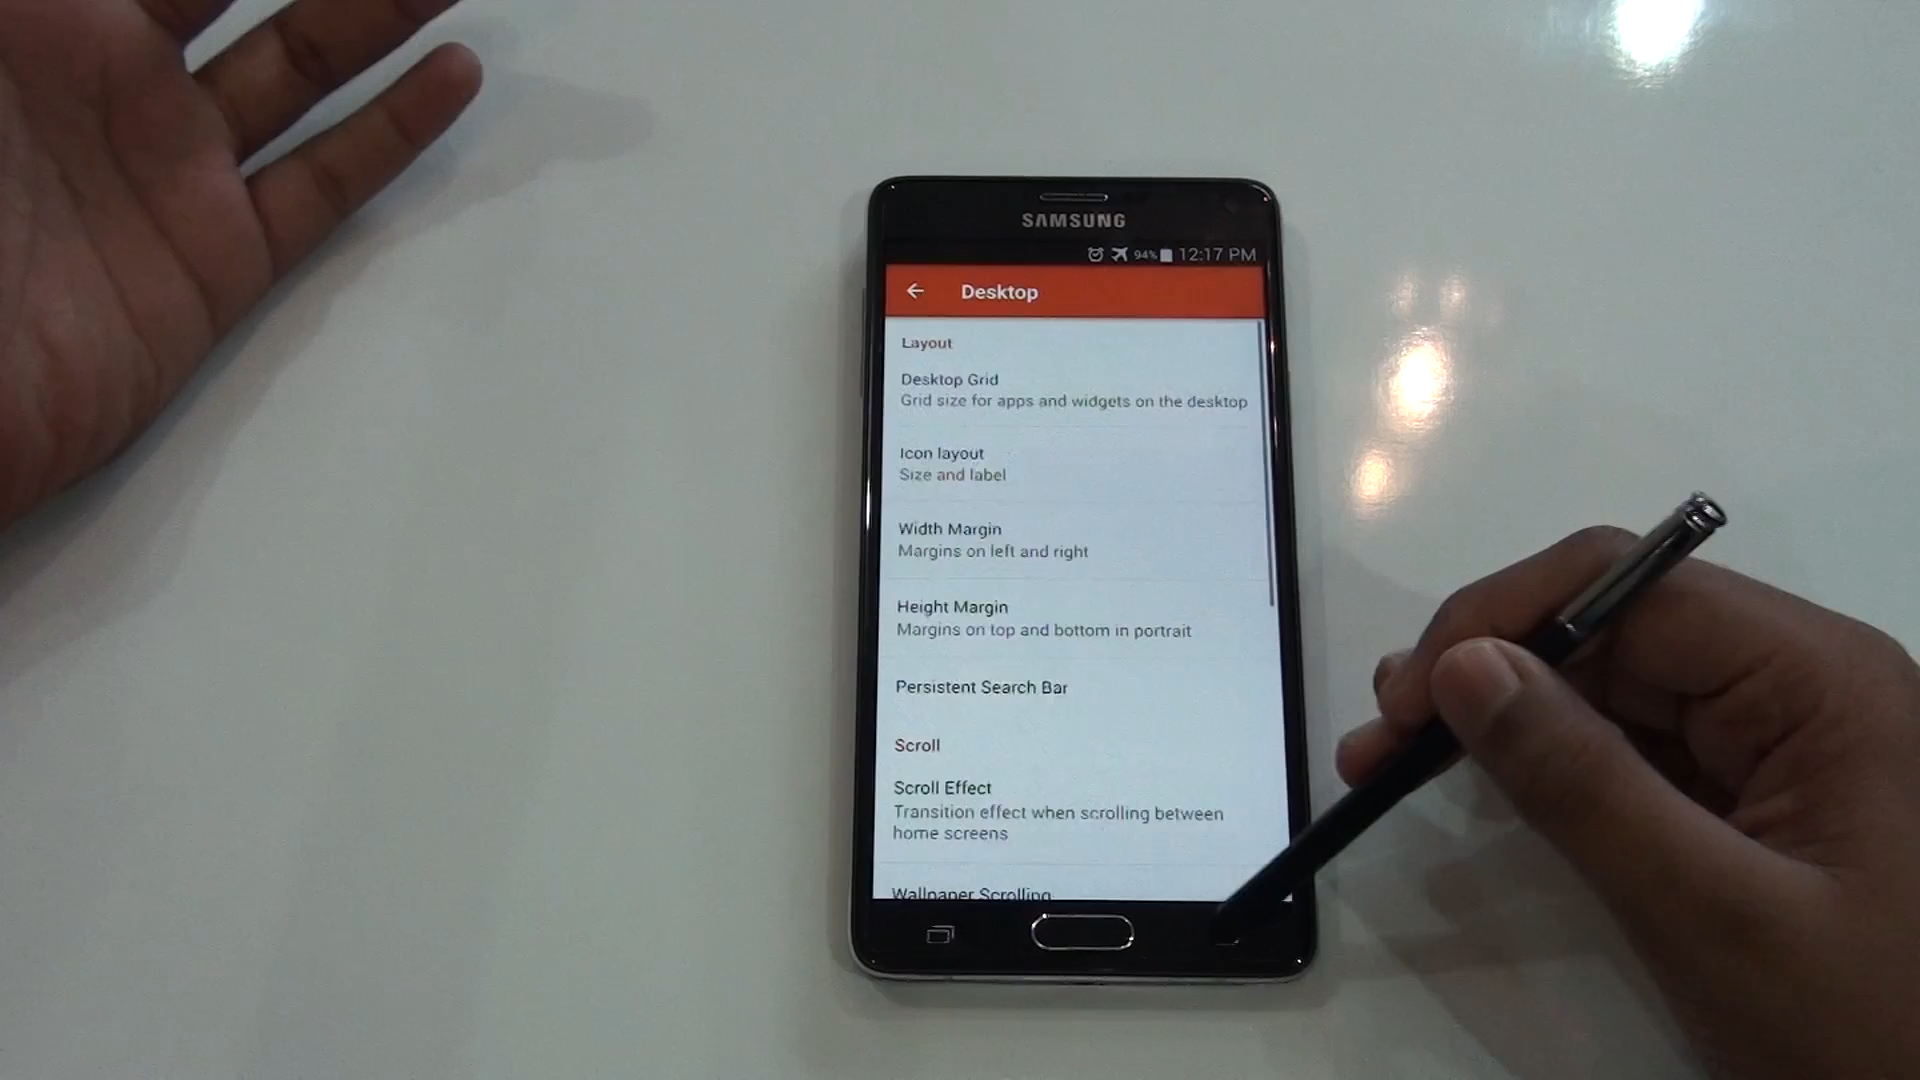 SAMSUNG
94% 12:17 PM
Desktop
Layout
Desktop Grid
Grid size for apps and widgets on the desktop
Icon layout
Size and label
Width Margin
Margins on left and right
Height Margin
Margins on top and bottom in portrait
Persistent Search Bar
Scroll
Scroll Effect
Transition effect when scrolling between
home screens
Wallpaper Scrolling